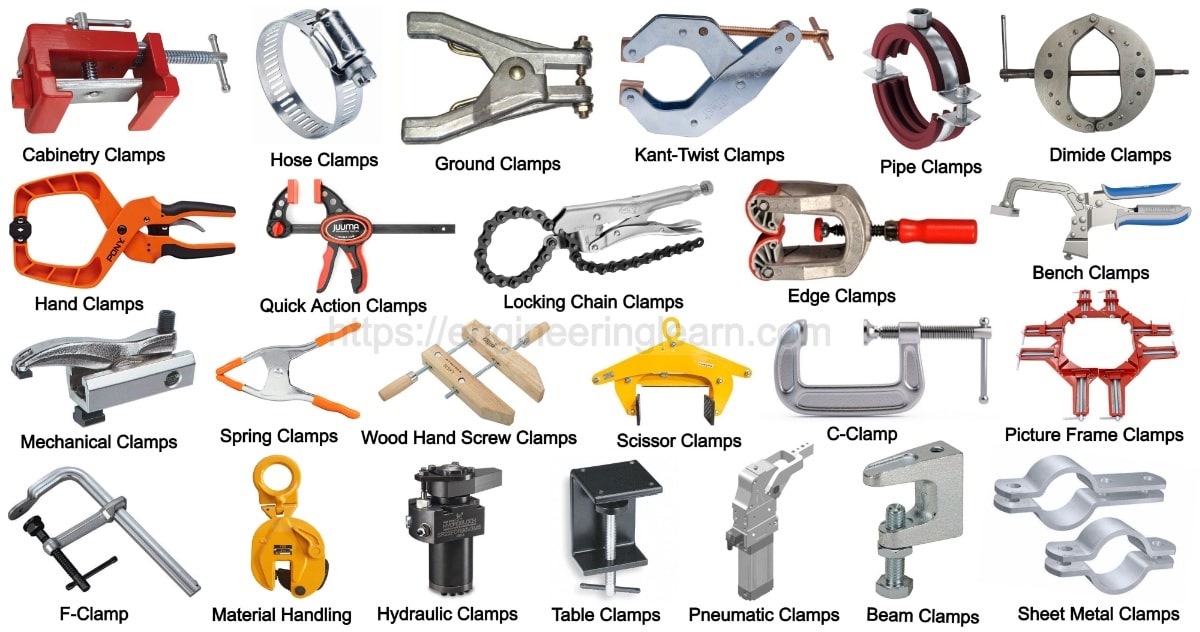 Cabinetry Clamps
Hose Clamps
Ground Clamps
Kant-Twist Clamps
Pipe Clamps
Dimide Clamps
PONY
JUUMA
Hand Clamps
Quick Action Clamps
Locking Chain Clamps
Edge Clamps
Bench Clamps
https://engineeringlearn.com
Mechanical Clamps
Spring Clamps
Wood Hand Screw Clamps
Scissor Clamps
C-Clamp
Picture Frame Clamps
F-Clamp
Material Handling
Hydraulic Clamps
Table Clamps
Pneumatic Clamps
Beam Clamps
Sheet Metal Clamps